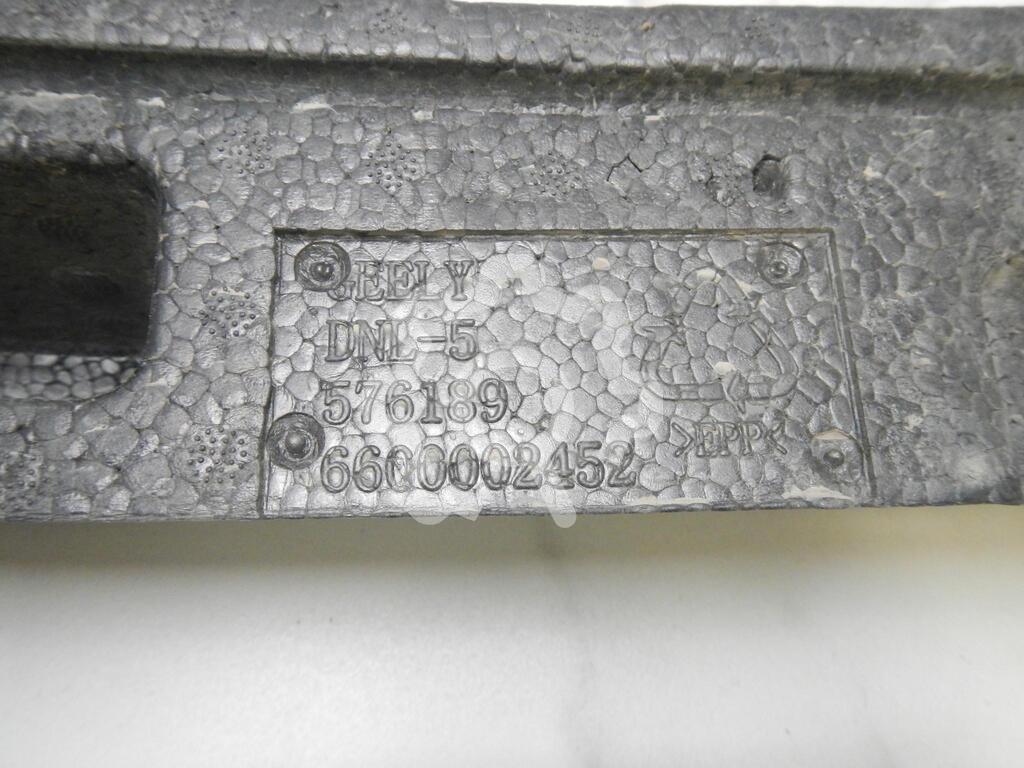 GEELY
DNL-5
576189
6600002452
>EPP<